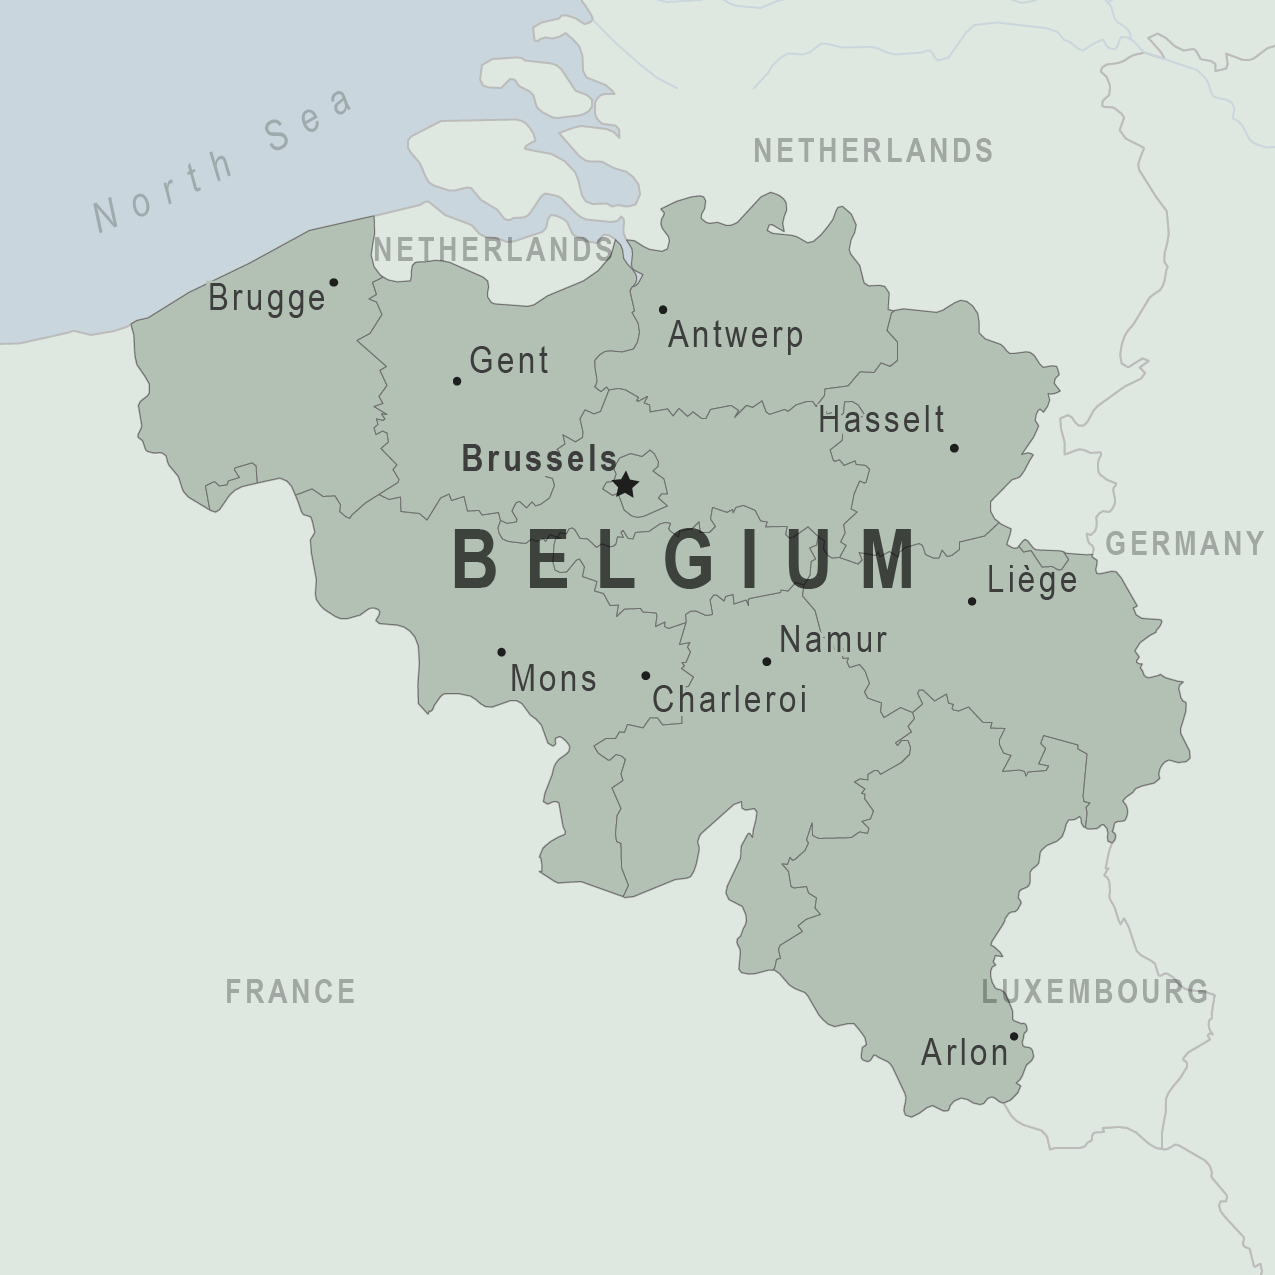 North Sea
NETHERLANDS
NETHERLANDS
Brugge
Antwerp
Gent
Hasselt
Brussels
BELGIUM
GERMANY
Liège
Namur
Mons
Charleroi
FRANCE
LUXEMBOURG
Arlon